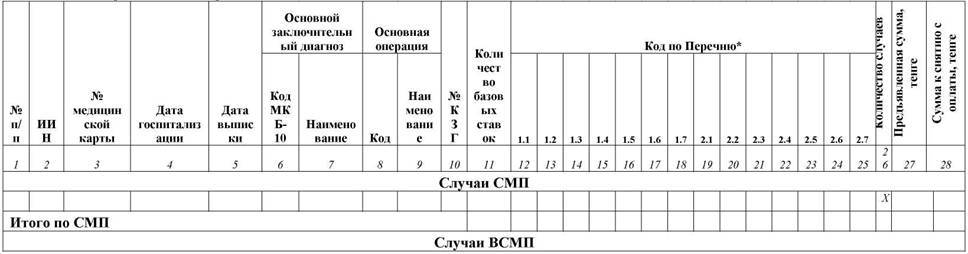 № п/п
ИИН
№ медицинской карты
Дата госпитализации
Дата выписки
Основной заключительный диагноз
Код МКБ-10
Наименование
Основная операция
Код
Наименование
№ КЗГ
Количество базовых ставок
Код по Перечню*
1.1 1.2 1.3 1.4 1.5 1.6 1.7 2.1 2.2 2.3 2.4 2.5 2.6 2.7
Количество случаев
Предъявленная сумма, тенге
Сумма к снятию с оплаты, тенге
1 2 3 4 5 6 7 8 9 10 11 12 13 14 15 16 17 18 19 20 21 22 23 24 25 26 27 28
Случаи СМП
X
Итого по СМП
Случаи ВСМП